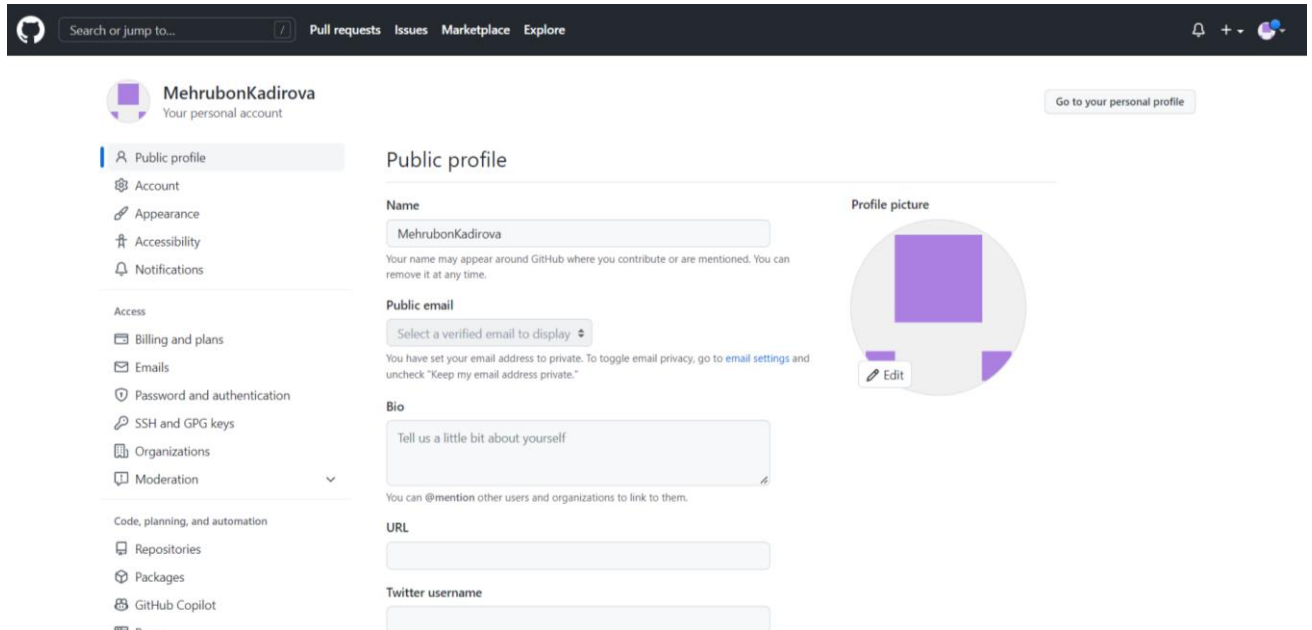 Search or jump to... /
Pull requests Issues Marketplace Explore
MehrubonKadirova
Your personal account
Go to your personal profile
Public profile
Account
Appearance
Accessibility
Notifications
Access
Billing and plans
Emails
Password and authentication
SSH and GPG keys
Organizations
Moderation
Code, planning, and automation
Repositories
Packages
GitHub Copilot
Public profile
Name
MehrubonKadirova
Your name may appear around GitHub where you contribute or are mentioned. You can
remove it at any time.
Public email
Select a verified email to display
You have set your email address to private. To toggle email privacy, go to email settings and
uncheck "Keep my email address private."
Bio
Tell us a little bit about yourself
You can @mention other users and organizations to link to them.
URL
Twitter username
Profile picture
Edit